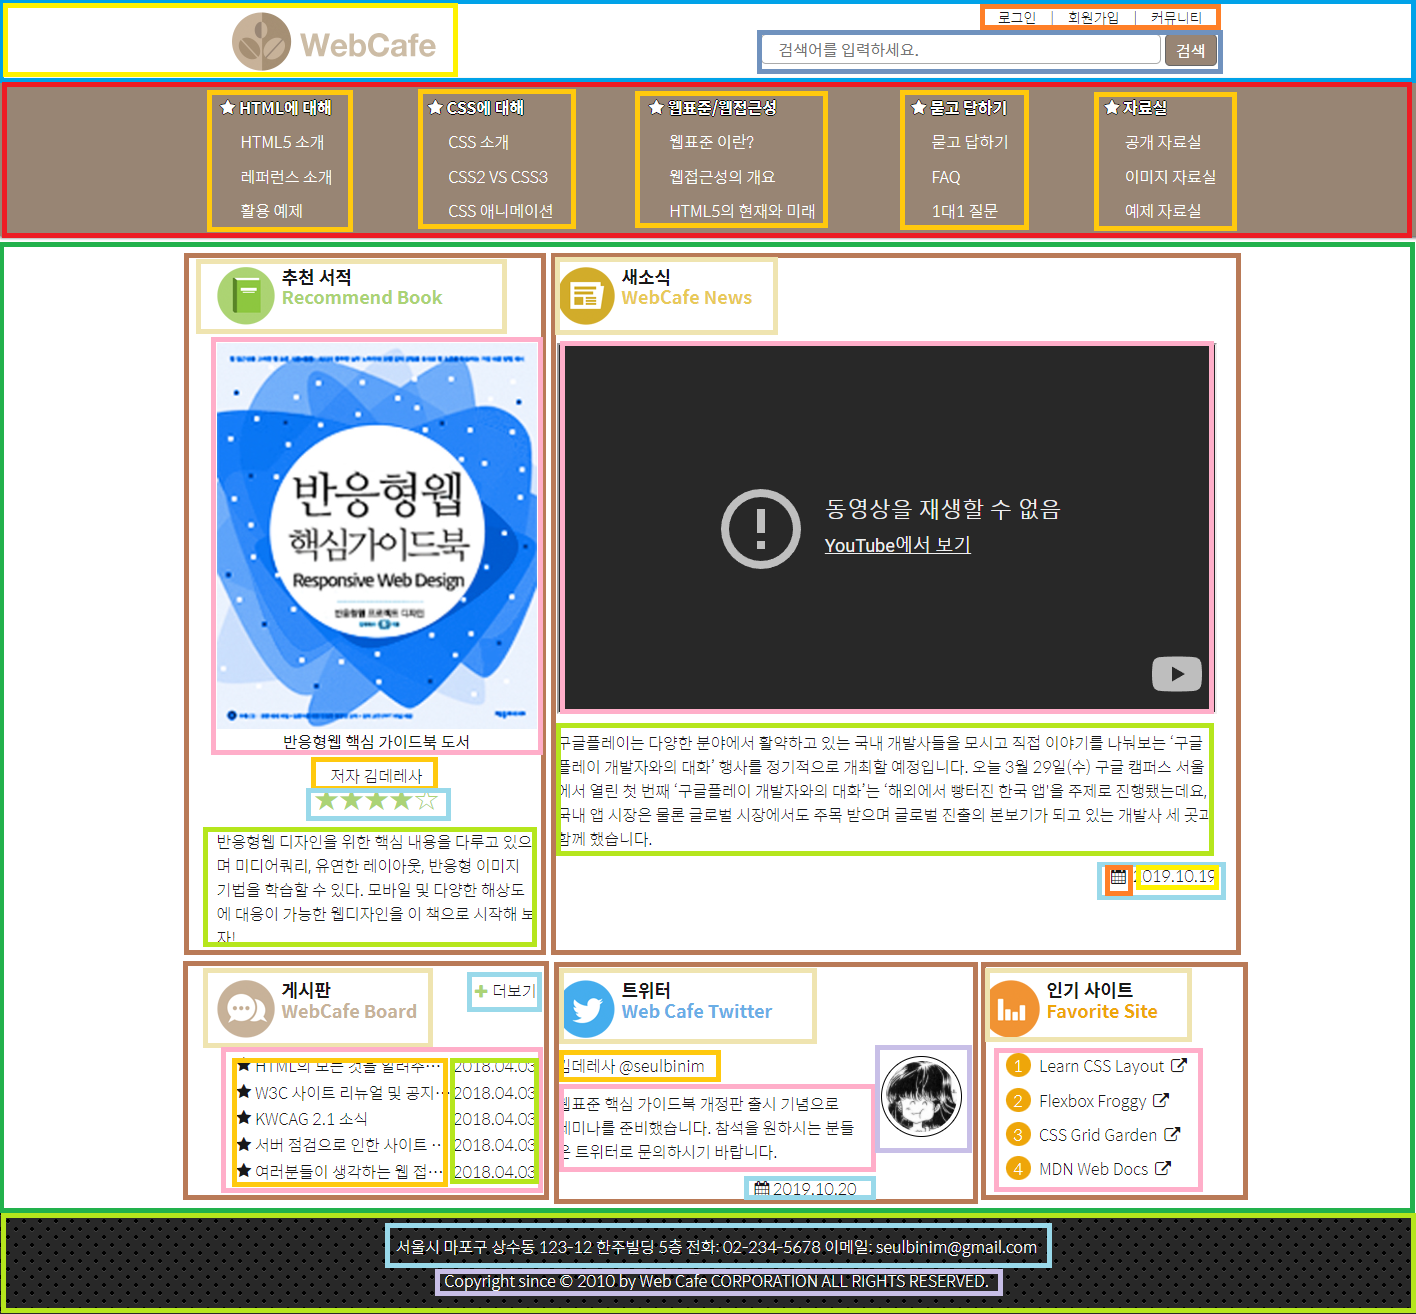 WebCafe
로그인 | 회원가입 | 커뮤니티
검색어를 입력하세요. 검색
HTML에 대해
HTML5 소개
레퍼런스 소개
활용 예제
CSS에 대해
CSS 소개
CSS2 VS CSS3
CSS 애니메이션
웹표준/웹접근성
웹표준 이란?
웹접근성의 개요
HTML5의 현재와 미래
묻고 답하기
묻고 답하기
FAQ
1대1 질문
자료실
공개 자료실
이미지 자료실
예제 자료실
추천 서적
Recommend Book
반응형웹
핵심가이드북
Responsive Web Design
반응형웹 프로젝트 디자인
반응형웹 핵심 가이드북 도서
저자 김데레사
★★★★☆
반응형웹 디자인을 위한 핵심 내용을 다루고 있으
며 미디어쿼리, 유연한 레이아웃, 반응형 이미지
기법을 학습할 수 있다. 모바일 및 다양한 해상도
에 대응이 가능한 웹디자인을 이 책으로 시작해 보
자!
새소식
WebCafe News
동영상을 재생할 수 없음
YouTube에서 보기
구글플레이는 다양한 분야에서 활약하고 있는 국내 개발사들을 모시고 직접 이야기를 나눠보는 ‘구글
플레이 개발자와의 대화’ 행사를 정기적으로 개최할 예정입니다. 오늘 3월 29일(수) 구글 캠퍼스 서울
에서 열린 첫 번째 ‘구글플레이 개발자와의 대화’는 ‘해외에서 빵터진 한국 앱'을 주제로 진행됐는데요,
국내 앱 시장은 물론 글로벌 시장에서도 주목 받으며 글로벌 진출의 본보기가 되고 있는 개발사 세 곳과
함께 했습니다.
2019.10.19
게시판
WebCafe Board
+ 더보기
HTML의 모든 것을 알려주… 2018.04.03
W3C 사이트 리뉴얼 및 공지… 2018.04.03
KWCAG 2.1 소식 2018.04.03
서버 점검으로 인한 사이트 … 2018.04.03
여러분들이 생각하는 웹 접… 2018.04.03
트위터
Web Cafe Twitter
김데레사 @seulbinim
웹표준 핵심 가이드북 개정판 출시 기념으로
세미나를 준비했습니다. 참석을 원하시는 분들
은 트위터로 문의하시기 바랍니다.
2019.10.20
인기 사이트
Favorite Site
1 Learn CSS Layout
2 Flexbox Froggy
3 CSS Grid Garden
4 MDN Web Docs
서울시 마포구 상수동 123-12 한주빌딩 5층 전화: 02-234-5678 이메일: seulbinim@gmail.com
Copyright since © 2010 by Web Cafe CORPORATION ALL RIGHTS RESERVED.